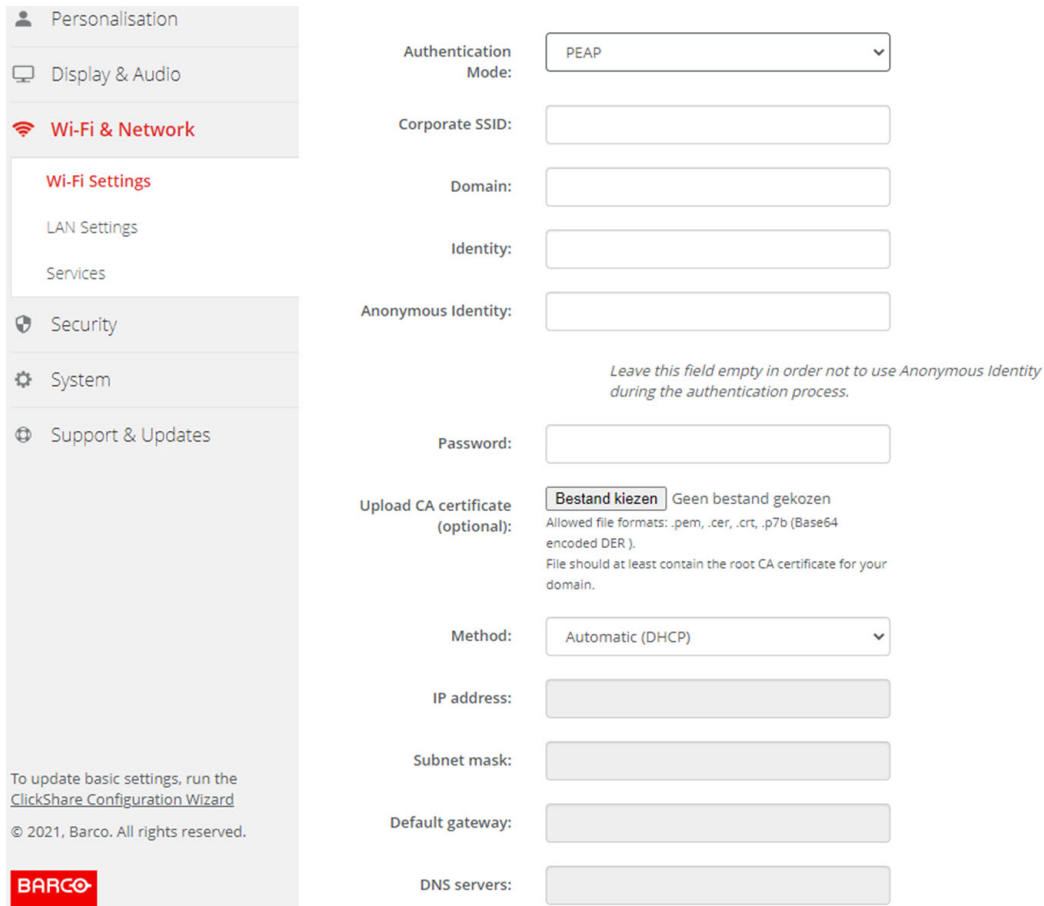 Personalisation
Display & Audio
Wi-Fi & Network
Wi-Fi Settings
LAN Settings
Services
Security
System
Support & Updates
To update basic settings, run the
ClickShare Configuration Wizard
© 2021, Barco. All rights reserved.
BARCO
Authentication
Mode:
PEAP
Corporate SSID:
Domain:
Identity:
Anonymous Identity:
Leave this field empty in order not to use Anonymous Identity
during the authentication process.
Password:
Upload CA certificate
(optional):
Bestand kiezen Geen bestand gekozen
Allowed file formats: .pem, .cer, .crt, .p7b (Base64
encoded DER ).
File should at least contain the root CA certificate for your
domain.
Method:
Automatic (DHCP)
IP address:
Subnet mask:
Default gateway:
DNS servers: